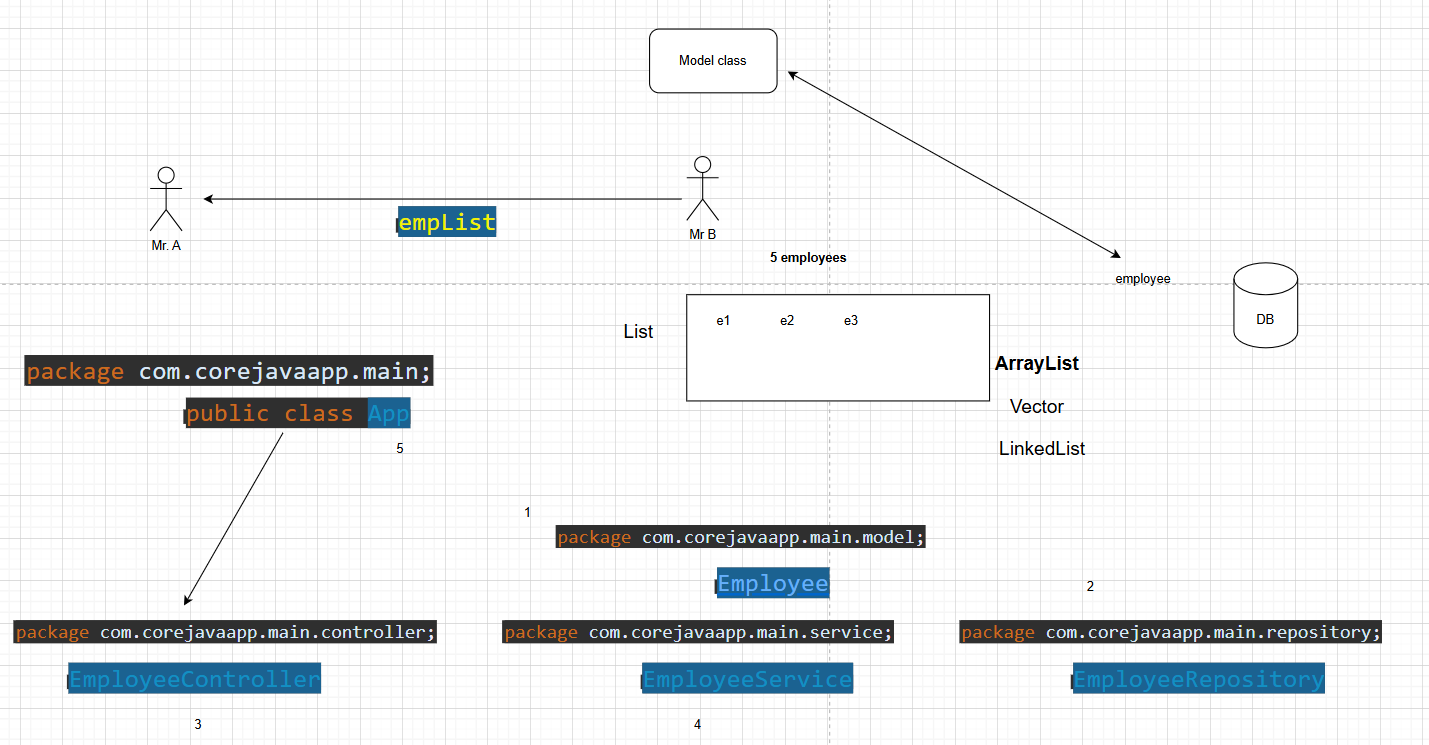 Model class
Mr. A
empList
Mr B
5 employees
employee
DB
List
e1 e2 e3
ArrayList
Vector
LinkedList
package com.corejavaapp.main;
public class App
5
1
package com.corejavaapp.main.model;
Employee
2
package com.corejavaapp.main.controller;
EmployeeController
3
package com.corejavaapp.main.service;
EmployeeService
4
package com.corejavaapp.main.repository;
EmployeeRepository